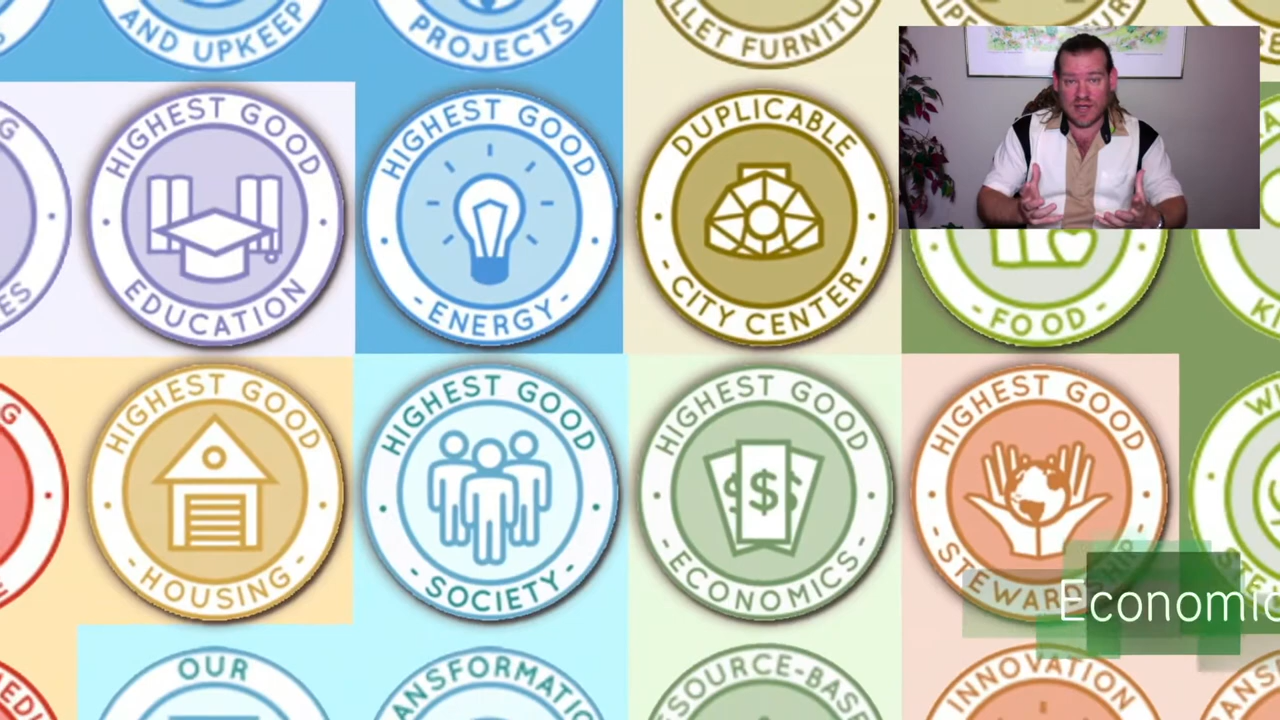 AND UPKEEP
PROJECTS
HIGHEST GOOD
EDUCATION
HIGHEST GOOD
- ENERGY -
DUPLICABLE
- CITY CENTER -
- FOOD -
HIGHEST GOOD
- HOUSING -
HIGHEST GOOD
- SOCIETY -
HIGHEST GOOD
- ECONOMICS -
HIGHEST GOOD
- STEWARDSHIP
Economic
OUR
INNOVATION